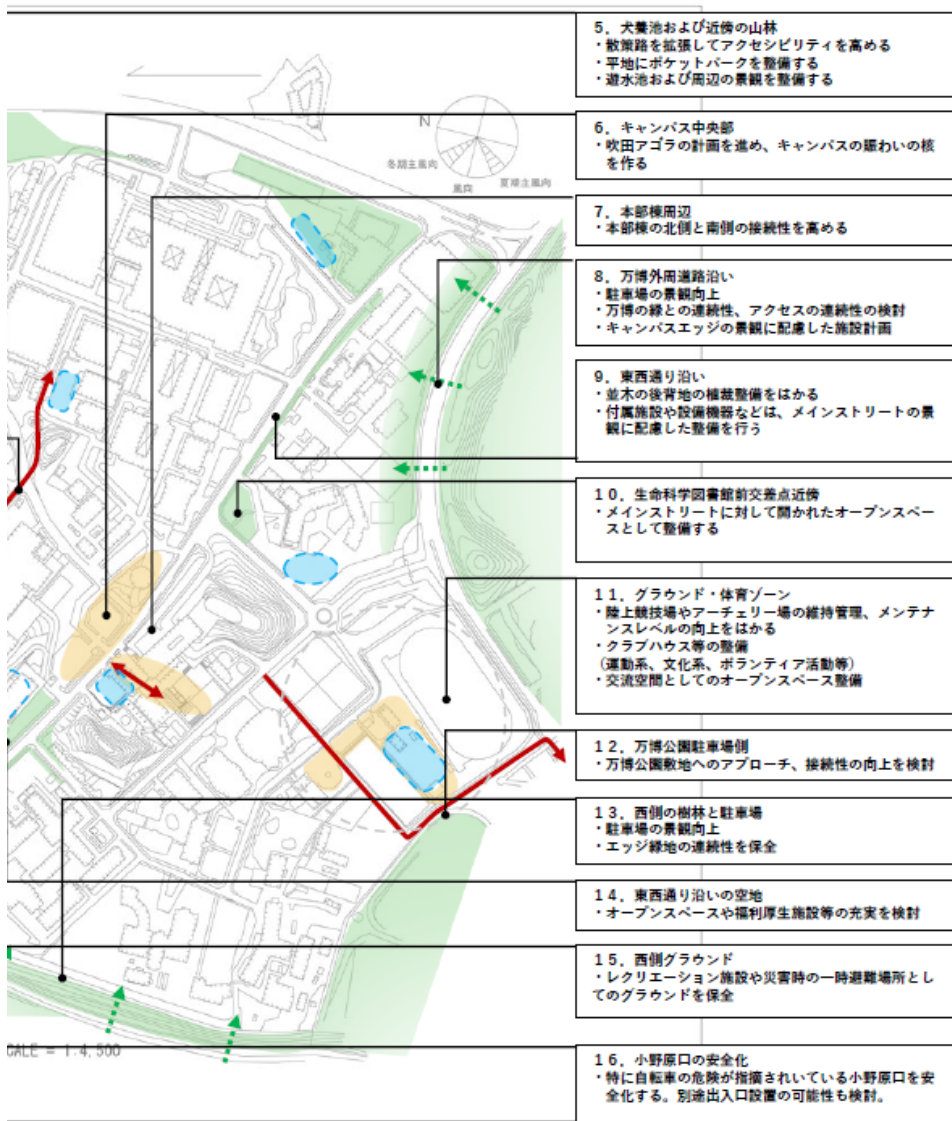 5．犬養池および近傍の山林
・散策路を拡張してアクセシビリティを高める
・平地にポケットパークを整備する
・遊水池および周辺の景観を整備する
6．キャンパス中央部
・吹田アゴラの計画を進め、キャンパスの賑わいの核
を作る
N
冬期主風向
風向
夏場主風向
7．本部棟周辺
・本部棟の北側と南側の接続性を高める
8．万博外周道路沿い
・駐車場の景観向上
・万博の緑との連続性、アクセスの連続性の検討
・キャンパスエッジの景観に配慮した施設計画
9．東西通り沿い
・並木の後背地の植栽整備をはかる
・付属施設や設備機器などは、メインストリートの景
観に配慮した整備を行う
10．生命科学図書館前交差点近傍
・メインストリートに対して開かれたオープンスペー
スとして整備する
11．グラウンド・体育ゾーン
・陸上競技場やアーチェリー場の維持管理、メンテナ
ンスレベルの向上をはかる
・クラブハウス等の整備
（運動系、文化系、ボランティア活動等）
・交流空間としてのオープンスペース整備
12．万博公園駐車場側
・万博公園敷地へのアプローチ、接続性の向上を検討
13．西側の樹林と駐車場
・駐車場の景観向上
・エッジ緑地の連続性を保全
14．東西通り沿いの空地
・オープンスペースや福利厚生施設等の充実を検討
15．西側グラウンド
・レクリエーション施設や災害時の一時避難場所とし
てのグラウンドを保全
CALE = 1:4,500
16．小野原口の安全化
・特に自転車の危険が指摘されいている小野原口を安
全化する。別途出入口設置の可能性も検討。